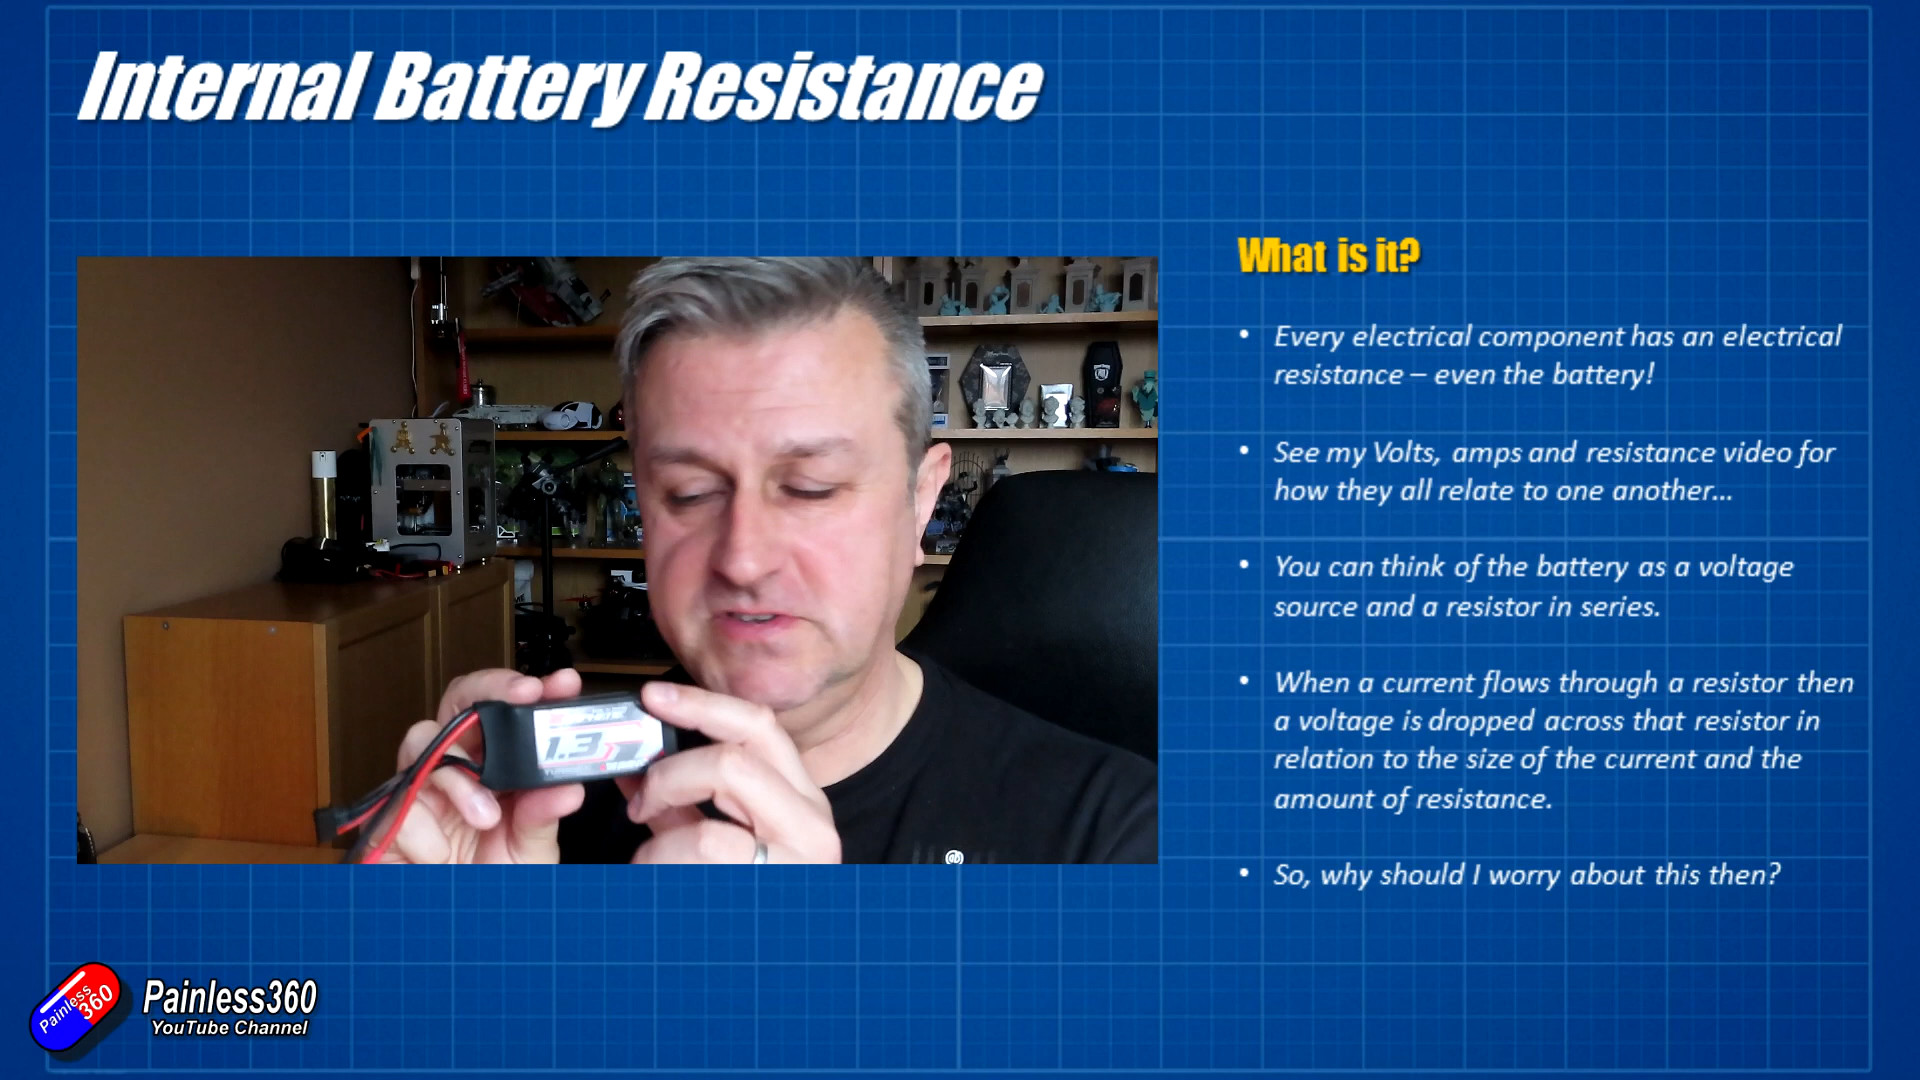 Internal Battery Resistance
What is it?
• Every electrical component has an electrical
resistance – even the battery!
• See my Volts, amps and resistance video for
how they all relate to one another...
• You can think of the battery as a voltage
source and a resistor in series.
• When a current flows through a resistor then
a voltage is dropped across that resistor in
relation to the size of the current and the
amount of resistance.
• So, why should I worry about this then?
1.3
Painless
360
Painless360
YouTube Channel